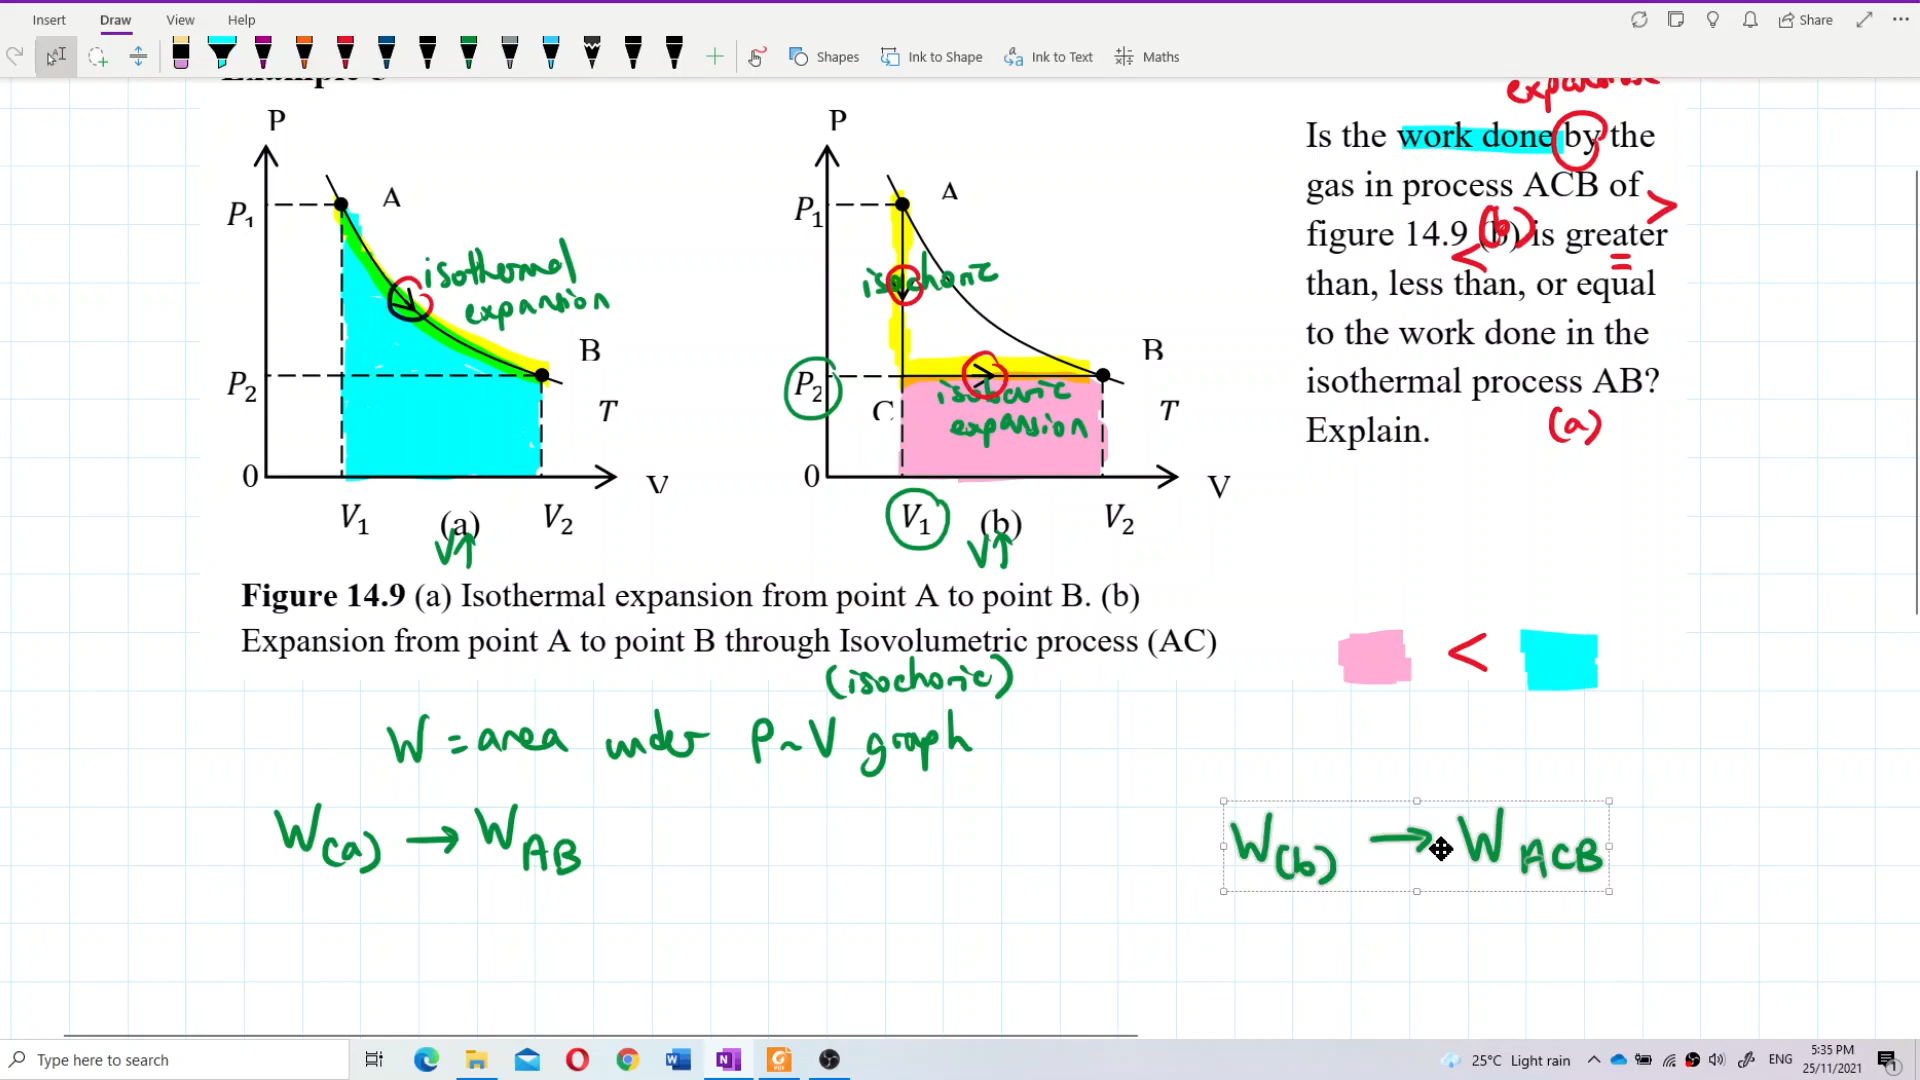 Insert Draw View Help
Share
Shapes Ink to Shape Ink to Text Maths
P
A
P₁
isothermal
expansion
B
P₂
T
0
V
V₁ (a) V₂
V↑
P
A
P₁
isochoric
B
P₂
C
isobaric
expansion
T
0
V
V₁ (b) V₂
V↑
expansion
Is the work done by the
gas in process ACB of
>
figure 14.9 (b) is greater
< =
than, less than, or equal
to the work done in the
isothermal process AB?
Explain. (a)
Figure 14.9 (a) Isothermal expansion from point A to point B. (b)
Expansion from point A to point B through Isovolumetric process (AC)
(isochoric)
<
W = area under P~V graph
W(a) → W AB
W(b) → W ACB
Type here to search
25°C Light rain
ENG
5:35 PM
25/11/2021